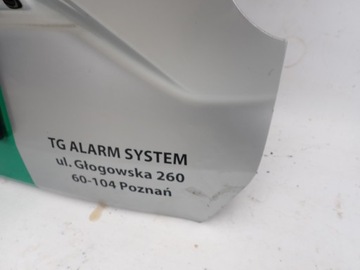 TG ALARM SYSTEM
ul. Głogowska 260
60-104 Poznań